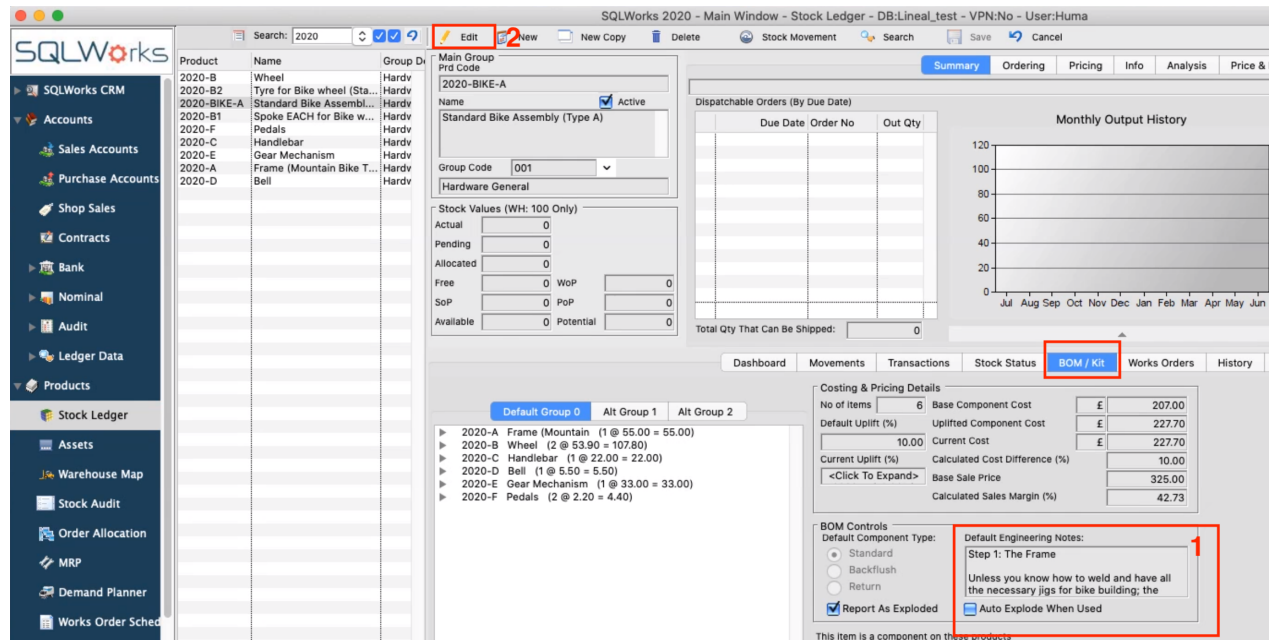 SQLWorks 2020 - Main Window - Stock Ledger - DB:Lineal_test - VPN:No - User:Huma
SQLWorks
Search: 2020
Edit
2
New
New Copy
Delete
Stock Movement
Search
Save
Cancel
SQLWorks CRM
Accounts
Sales Accounts
Purchase Accounts
Shop Sales
Contracts
Bank
Nominal
Audit
Ledger Data
Products
Stock Ledger
Assets
Warehouse Map
Stock Audit
Order Allocation
MRP
Demand Planner
Works Order Sched
Product Name Group De
2020-B Wheel Hardv
2020-B2 Tyre for Bike wheel (Sta... Hardv
2020-BIKE-A Standard Bike Assembl... Hardv
2020-B1 Spoke EACH for Bike w... Hardv
2020-F Pedals Hardv
2020-C Handlebar Hardv
2020-E Gear Mechanism Hardv
2020-A Frame (Mountain Bike T... Hardv
2020-D Bell Hardv
Main Group
Prd Code
2020-BIKE-A
Name Active
Standard Bike Assembly (Type A)
Group Code 001
Hardware General
Stock Values (WH: 100 Only)
Actual 0
Pending 0
Allocated 0
Free 0 WoP 0
SoP 0 PoP 0
Available 0 Potential 0
Summary Ordering Pricing Info Analysis Price &
Dispatchable Orders (By Due Date)
Due Date Order No Out Qty
Total Qty That Can Be Shipped: 0
Monthly Output History
120
100
80
60
40
20
0
Jul Aug Sep Oct Nov Dec Jan Feb Mar Apr May Jun
Dashboard Movements Transactions Stock Status BOM / Kit Works Orders History
Default Group 0 Alt Group 1 Alt Group 2
2020-A Frame (Mountain (1 @ 55.00 = 55.00)
2020-B Wheel (2 @ 53.90 = 107.80)
2020-C Handlebar (1 @ 22.00 = 22.00)
2020-D Bell (1 @ 5.50 = 5.50)
2020-E Gear Mechanism (1 @ 33.00 = 33.00)
2020-F Pedals (2 @ 2.20 = 4.40)
Costing & Pricing Details
No of Items 6 Base Component Cost £ 207.00
Default Uplift (%) Uplifted Component Cost £ 227.70
10.00 Current Cost £ 227.70
Current Uplift (%) Calculated Cost Difference (%) 10.00
<Click To Expand> Base Sale Price 325.00
Calculated Sales Margin (%) 42.73
BOM Controls
Default Component Type:
Standard
Backflush
Return
Report As Exploded
Default Engineering Notes:
1
Step 1: The Frame
Unless you know how to weld and have all
the necessary jigs for bike building; the
Auto Explode When Used
This item is a component on these products